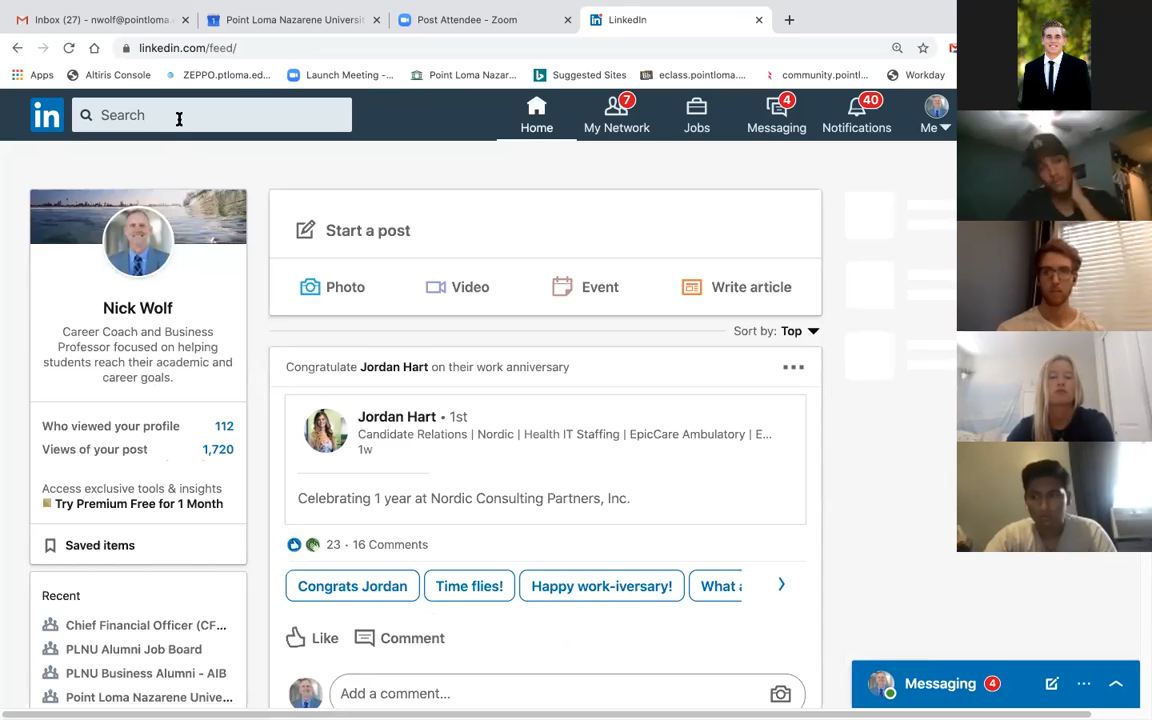 Inbox (27) - nwolf@pointloma.
Point Loma Nazarene Universit
Post Attendee - Zoom
LinkedIn
linkedin.com/feed/
Apps
Altiris Console
ZEPPO.ptloma.ed...
Launch Meeting -...
Point Loma Nazar...
Suggested Sites
eclass.pointloma....
community.pointl...
Workday
in
Search
Home
7
My Network
Jobs
4
Messaging
40
Notifications
Me
Start a post
Photo
Video
Event
Write article
Sort by: Top
Nick Wolf
Career Coach and Business
Professor focused on helping
students reach their academic and
career goals.
Who viewed your profile 112
Views of your post 1,720
Access exclusive tools & insights
Try Premium Free for 1 Month
Saved items
Recent
Chief Financial Officer (CF...
PLNU Alumni Job Board
PLNU Business Alumni - AIB
Point Loma Nazarene Unive...
Congratulate Jordan Hart on their work anniversary
Jordan Hart • 1st
Candidate Relations | Nordic | Health IT Staffing | EpicCare Ambulatory | E...
1w
Celebrating 1 year at Nordic Consulting Partners, Inc.
23 · 16 Comments
Congrats Jordan
Time flies!
Happy work-iversary!
What a
Like
Comment
Add a comment...
Messaging 4